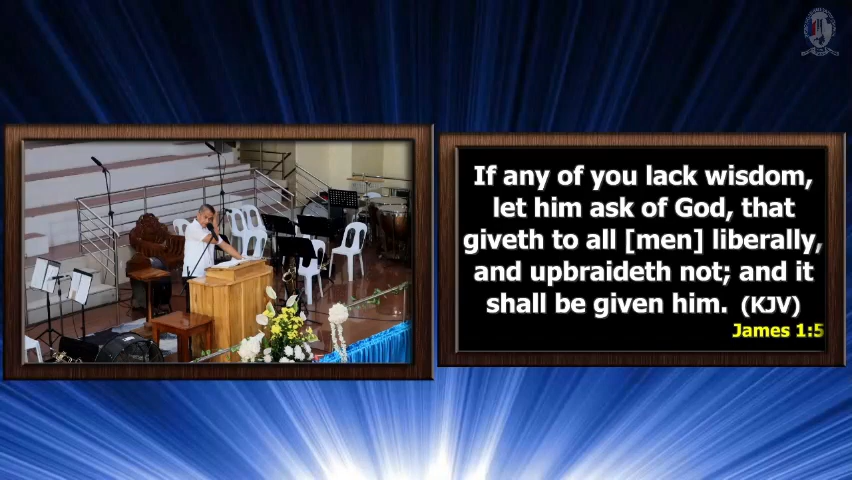 If any of you lack wisdom,
let him ask of God, that
giveth to all [men] liberally,
and upbraideth not; and it
shall be given him. (KJV)
James 1:5